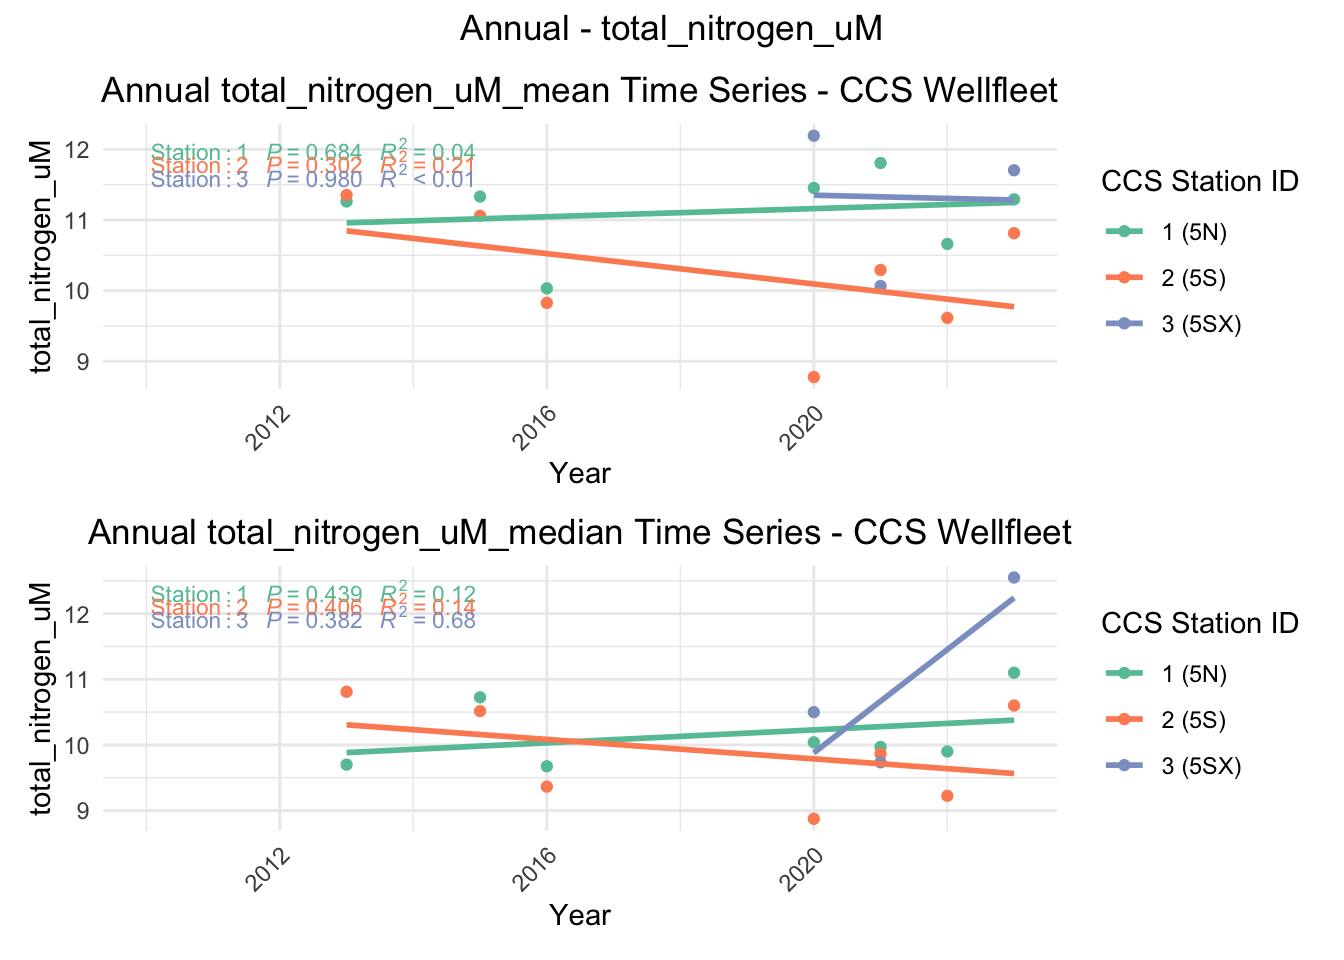 Annual - total_nitrogen_uM
Annual total_nitrogen_uM_mean Time Series - CCS Wellfleet
total_nitrogen_uM
12
11
10
9
Station : 1 P = 0.684 R² = 0.04
Station : 2 P = 0.302 R² = 0.21
Station : 3 P = 0.980 R² < 0.01
2012
2016
2020
Year
CCS Station ID
1 (5N)
2 (5S)
3 (5SX)
Annual total_nitrogen_uM_median Time Series - CCS Wellfleet
total_nitrogen_uM
12
11
10
9
Station : 1 P = 0.439 R² = 0.12
Station : 2 P = 0.406 R² = 0.14
Station : 3 P = 0.382 R² = 0.68
2012
2016
2020
Year
CCS Station ID
1 (5N)
2 (5S)
3 (5SX)